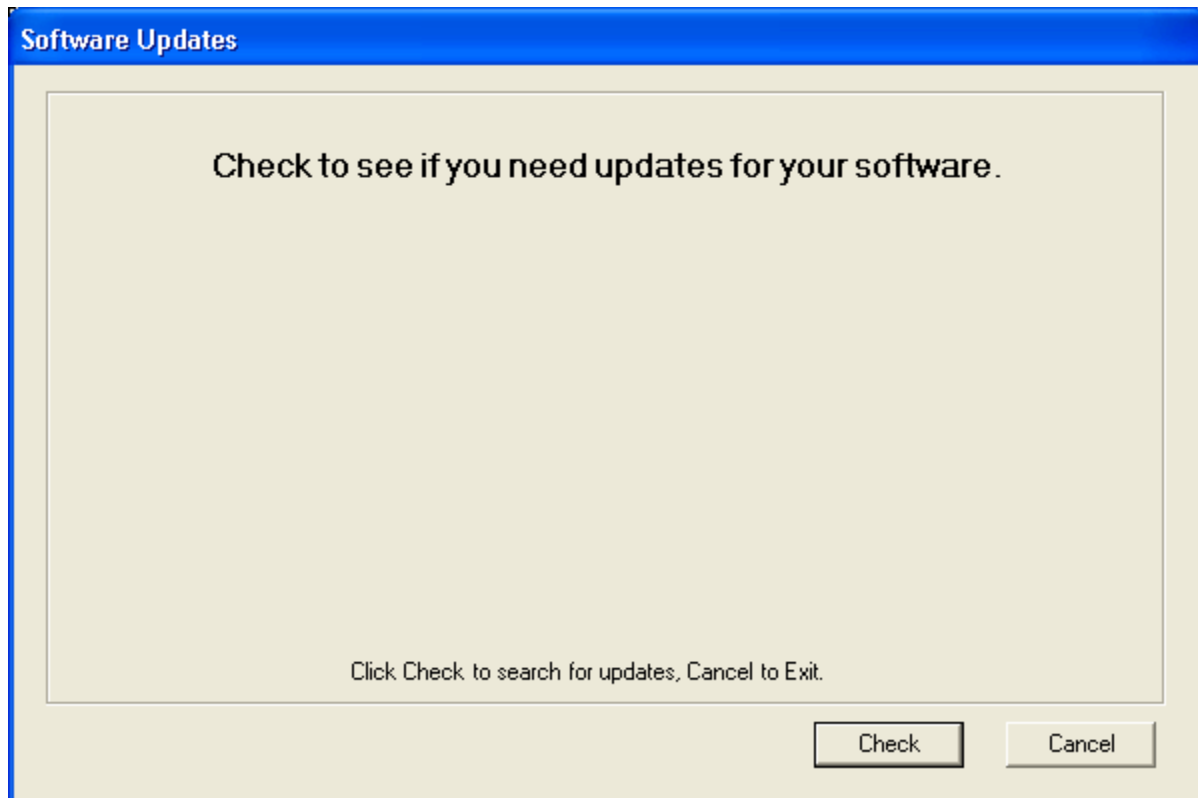 Software Updates
Check to see if you need updates for your software.
Click Check to search for updates, Cancel to Exit.
Check
Cancel